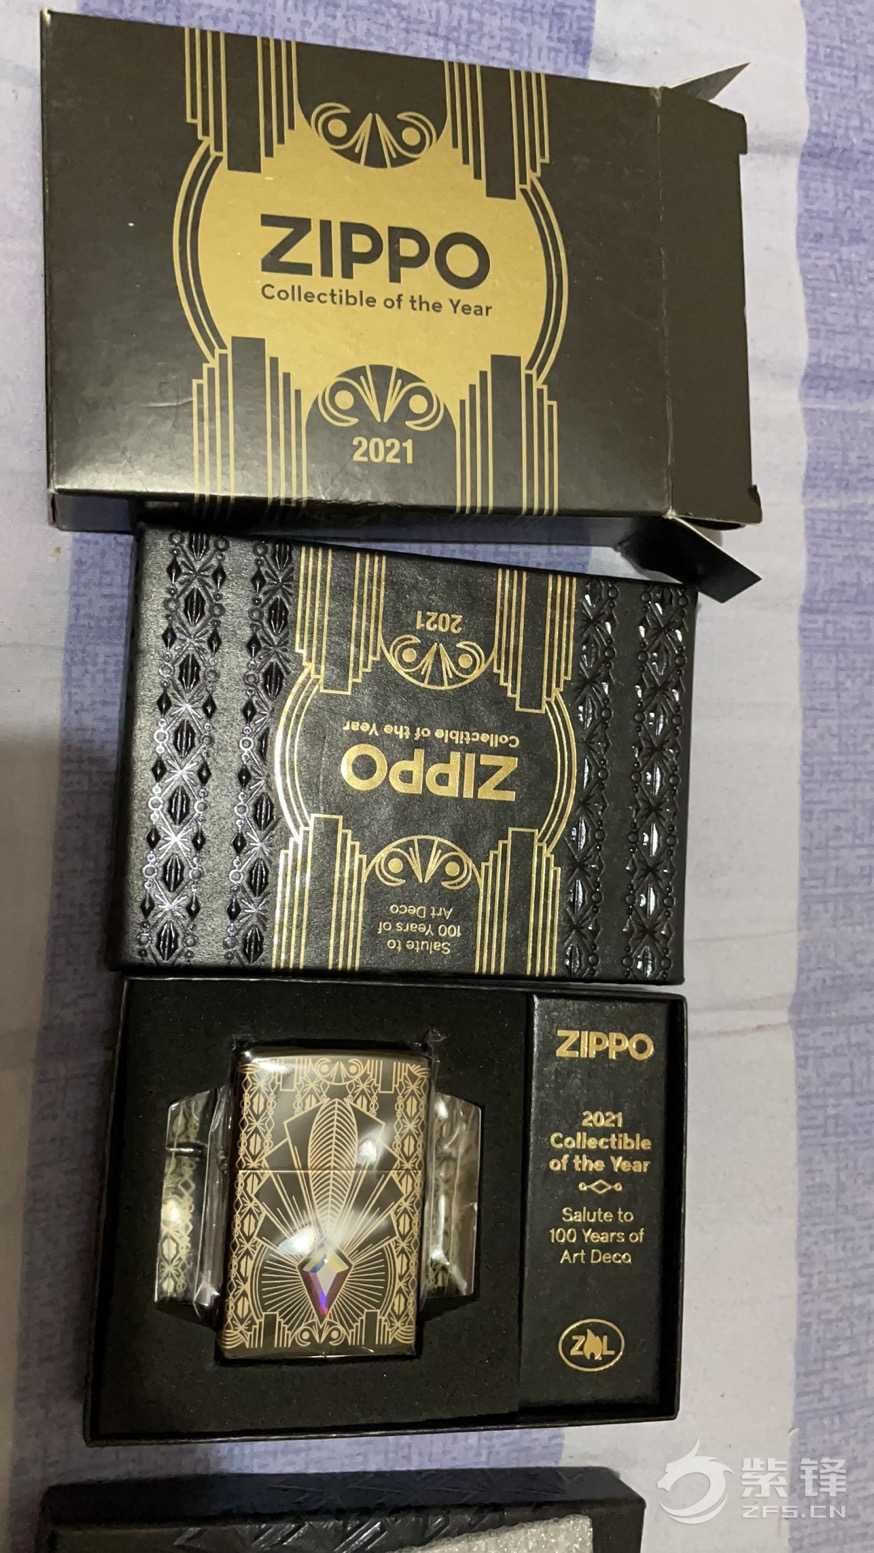 ZIPPO
Collectible of the Year
2021
Salute to
100 Years of
Art Deco
ZIPPO
Collectible of the Year
2021
ZIPPO
2021
Collectible
of the Year
Salute to
100 Years of
Art Deco
Z L
紫锋
ZFS.CN